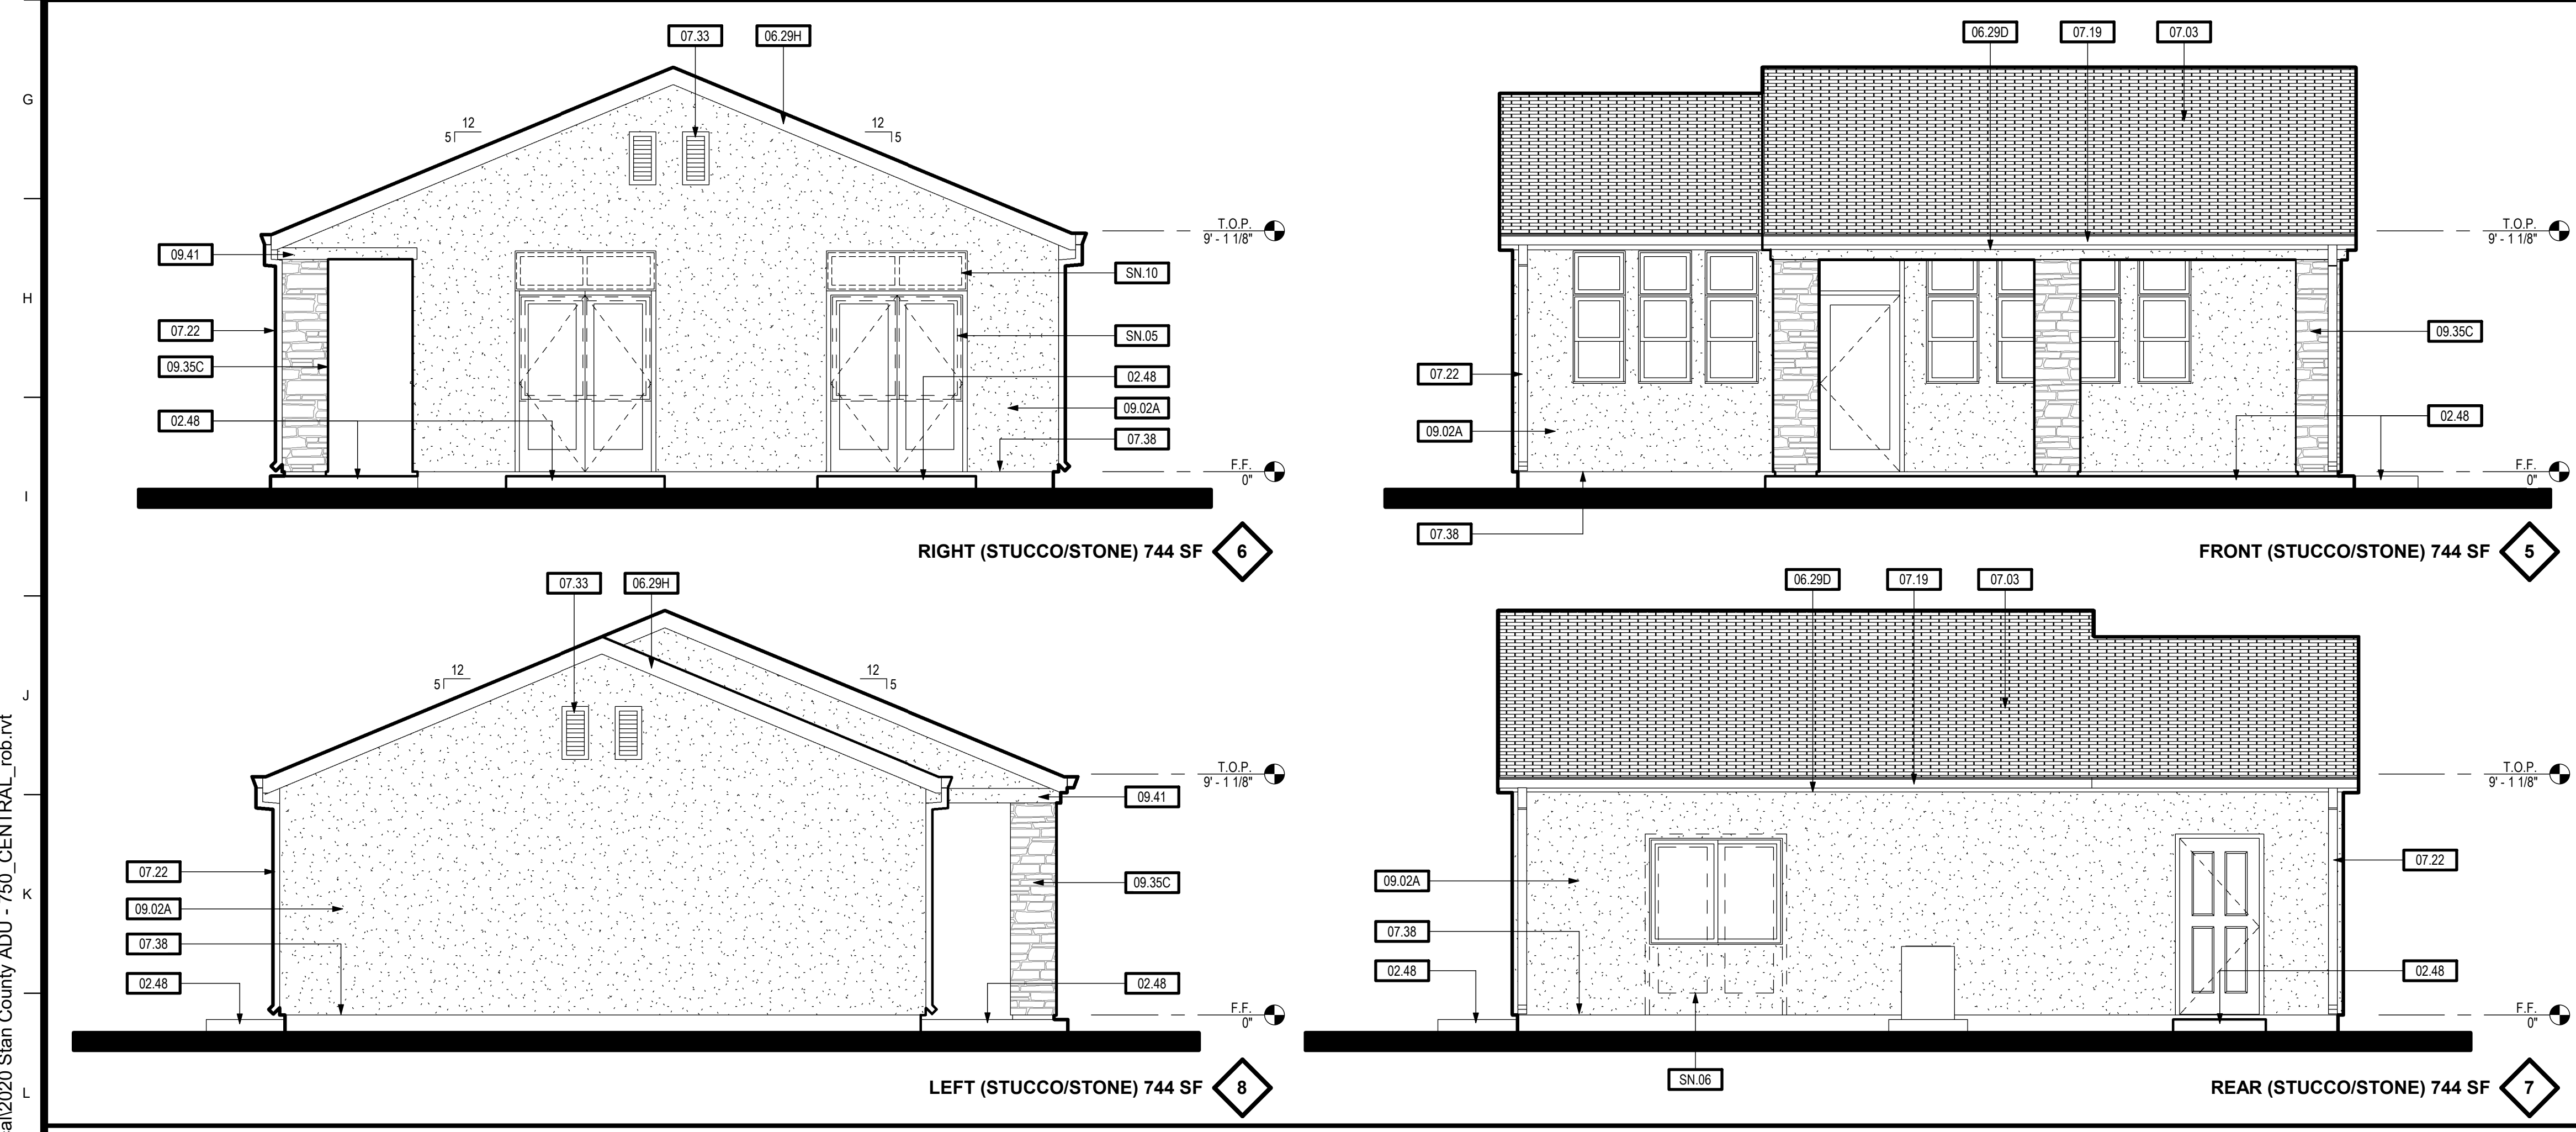 G
H
I
J
K
L
cal\2020 Stan County ADU - 750_CENTRAL_rob.rvt
07.33
06.29H
12
5
12
5
09.41
07.22
09.35C
02.48
T.O.P.
9' - 1 1/8"
SN.10
SN.05
02.48
09.02A
07.38
F.F.
0"
RIGHT (STUCCO/STONE) 744 SF
6
06.29D
07.19
07.03
T.O.P.
9' - 1 1/8"
07.22
09.02A
07.38
09.35C
02.48
F.F.
0"
FRONT (STUCCO/STONE) 744 SF
5
07.33
06.29H
12
5
12
5
T.O.P.
9' - 1 1/8"
09.41
07.22
09.02A
07.38
02.48
09.35C
02.48
F.F.
0"
LEFT (STUCCO/STONE) 744 SF
8
06.29D
07.19
07.03
T.O.P.
9' - 1 1/8"
09.02A
07.38
02.48
07.22
02.48
F.F.
0"
SN.06
REAR (STUCCO/STONE) 744 SF
7